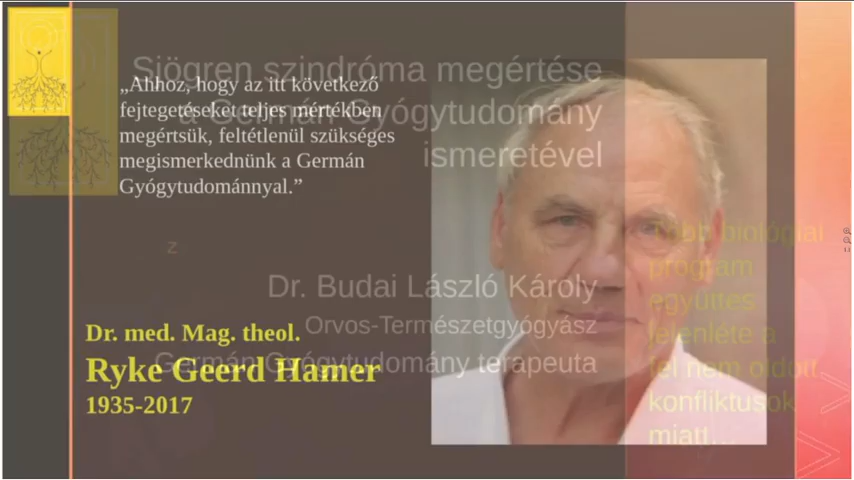 Sjögren szindróma megértése
a Germán Gyógytudomány
ismeretével
„Ahhoz, hogy az itt következő
fejtegetéseket teljes mértékben
megértsük, feltétlenül szükséges
megismerkednünk a Germán
Gyógytudománnyal.”
z
Dr. Budai László Károly
Orvos-Természetgyógyász
Germán Gyógytudomány terapeuta
Dr. med. Mag. theol.
Ryke Geerd Hamer
1935-2017
Több biológiai
program
együttes
jelenléte a
fel nem oldott
konfliktusok
miatt…